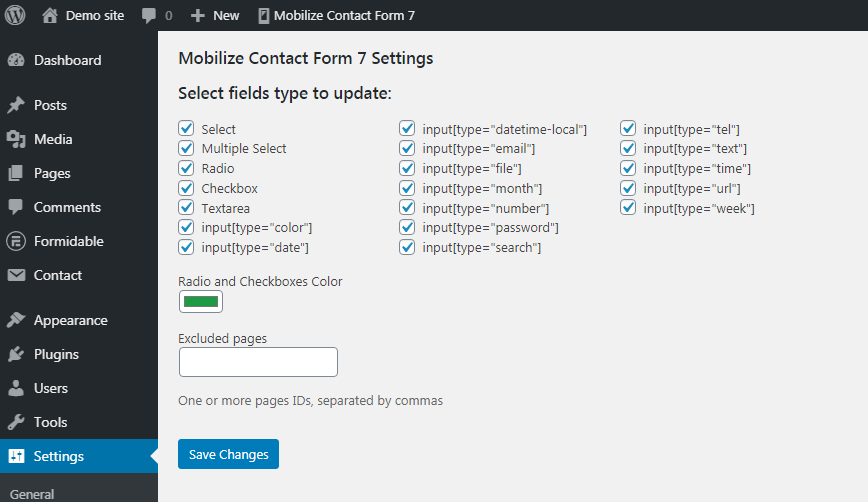 Demo site 0 New Mobilize Contact Form 7
Dashboard
Posts
Media
Pages
Comments
Formidable
Contact
Appearance
Plugins
Users
Tools
Settings
General
Mobilize Contact Form 7 Settings
Select fields type to update:
Select
Multiple Select
Radio
Checkbox
Textarea
input[type="color"]
input[type="date"]
input[type="datetime-local"]
input[type="email"]
input[type="file"]
input[type="month"]
input[type="number"]
input[type="password"]
input[type="search"]
input[type="tel"]
input[type="text"]
input[type="time"]
input[type="url"]
input[type="week"]
Radio and Checkboxes Color
Excluded pages
One or more pages IDs, separated by commas
Save Changes